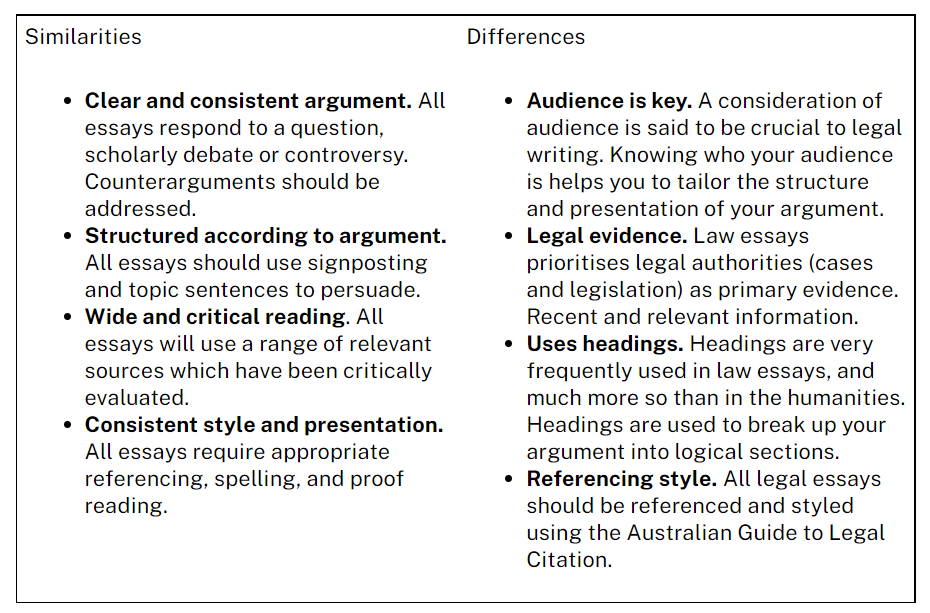 Similarities
Clear and consistent argument. All
essays respond to a question,
scholarly debate or controversy.
Counterarguments should be
addressed.
Structured according to argument.
All essays should use signposting
and topic sentences to persuade.
Wide and critical reading. All
essays will use a range of relevant
sources which have been critically
evaluated.
Consistent style and presentation.
All essays require appropriate
referencing, spelling, and proof
reading.
Differences
Audience is key. A consideration of
audience is said to be crucial to legal
writing. Knowing who your audience
is helps you to tailor the structure
and presentation of your argument.
Legal evidence. Law essays
prioritises legal authorities (cases
and legislation) as primary evidence.
Recent and relevant information.
Uses headings. Headings are very
frequently used in law essays, and
much more so than in the humanities.
Headings are used to break up your
argument into logical sections.
Referencing style. All legal essays
should be referenced and styled
using the Australian Guide to Legal
Citation.